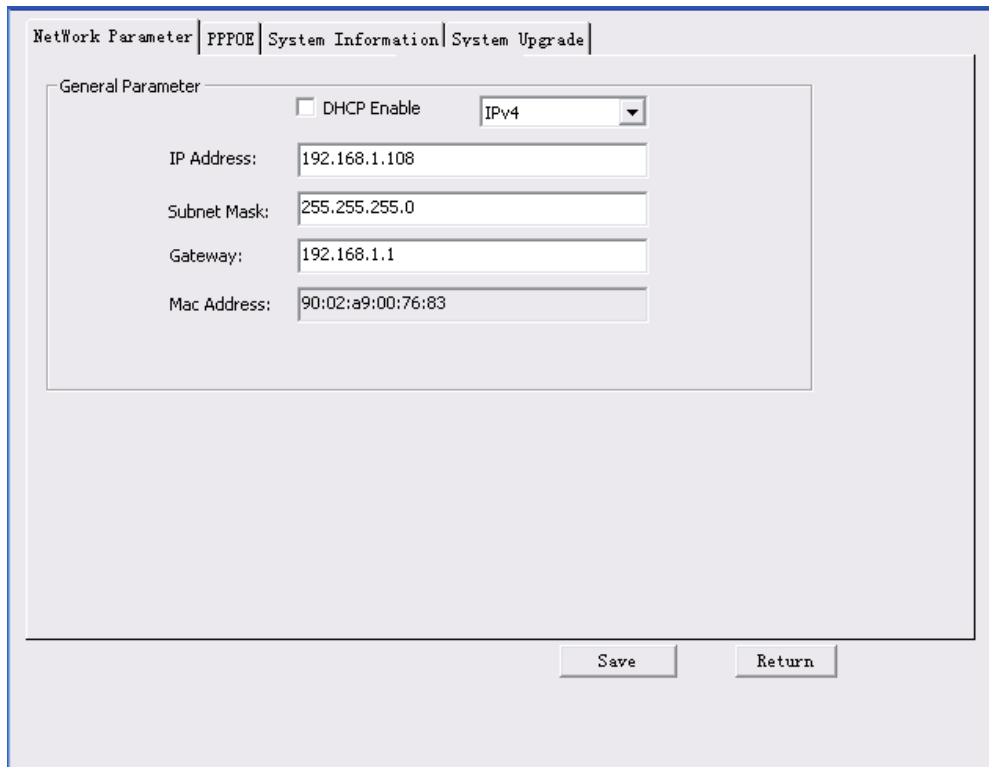 NetWork Parameter PPPOE System Information System Upgrade
General Parameter
DHCP Enable IPv4
IP Address: 192.168.1.108
Subnet Mask: 255.255.255.0
Gateway: 192.168.1.1
Mac Address: 90:02:a9:00:76:83
Save Return